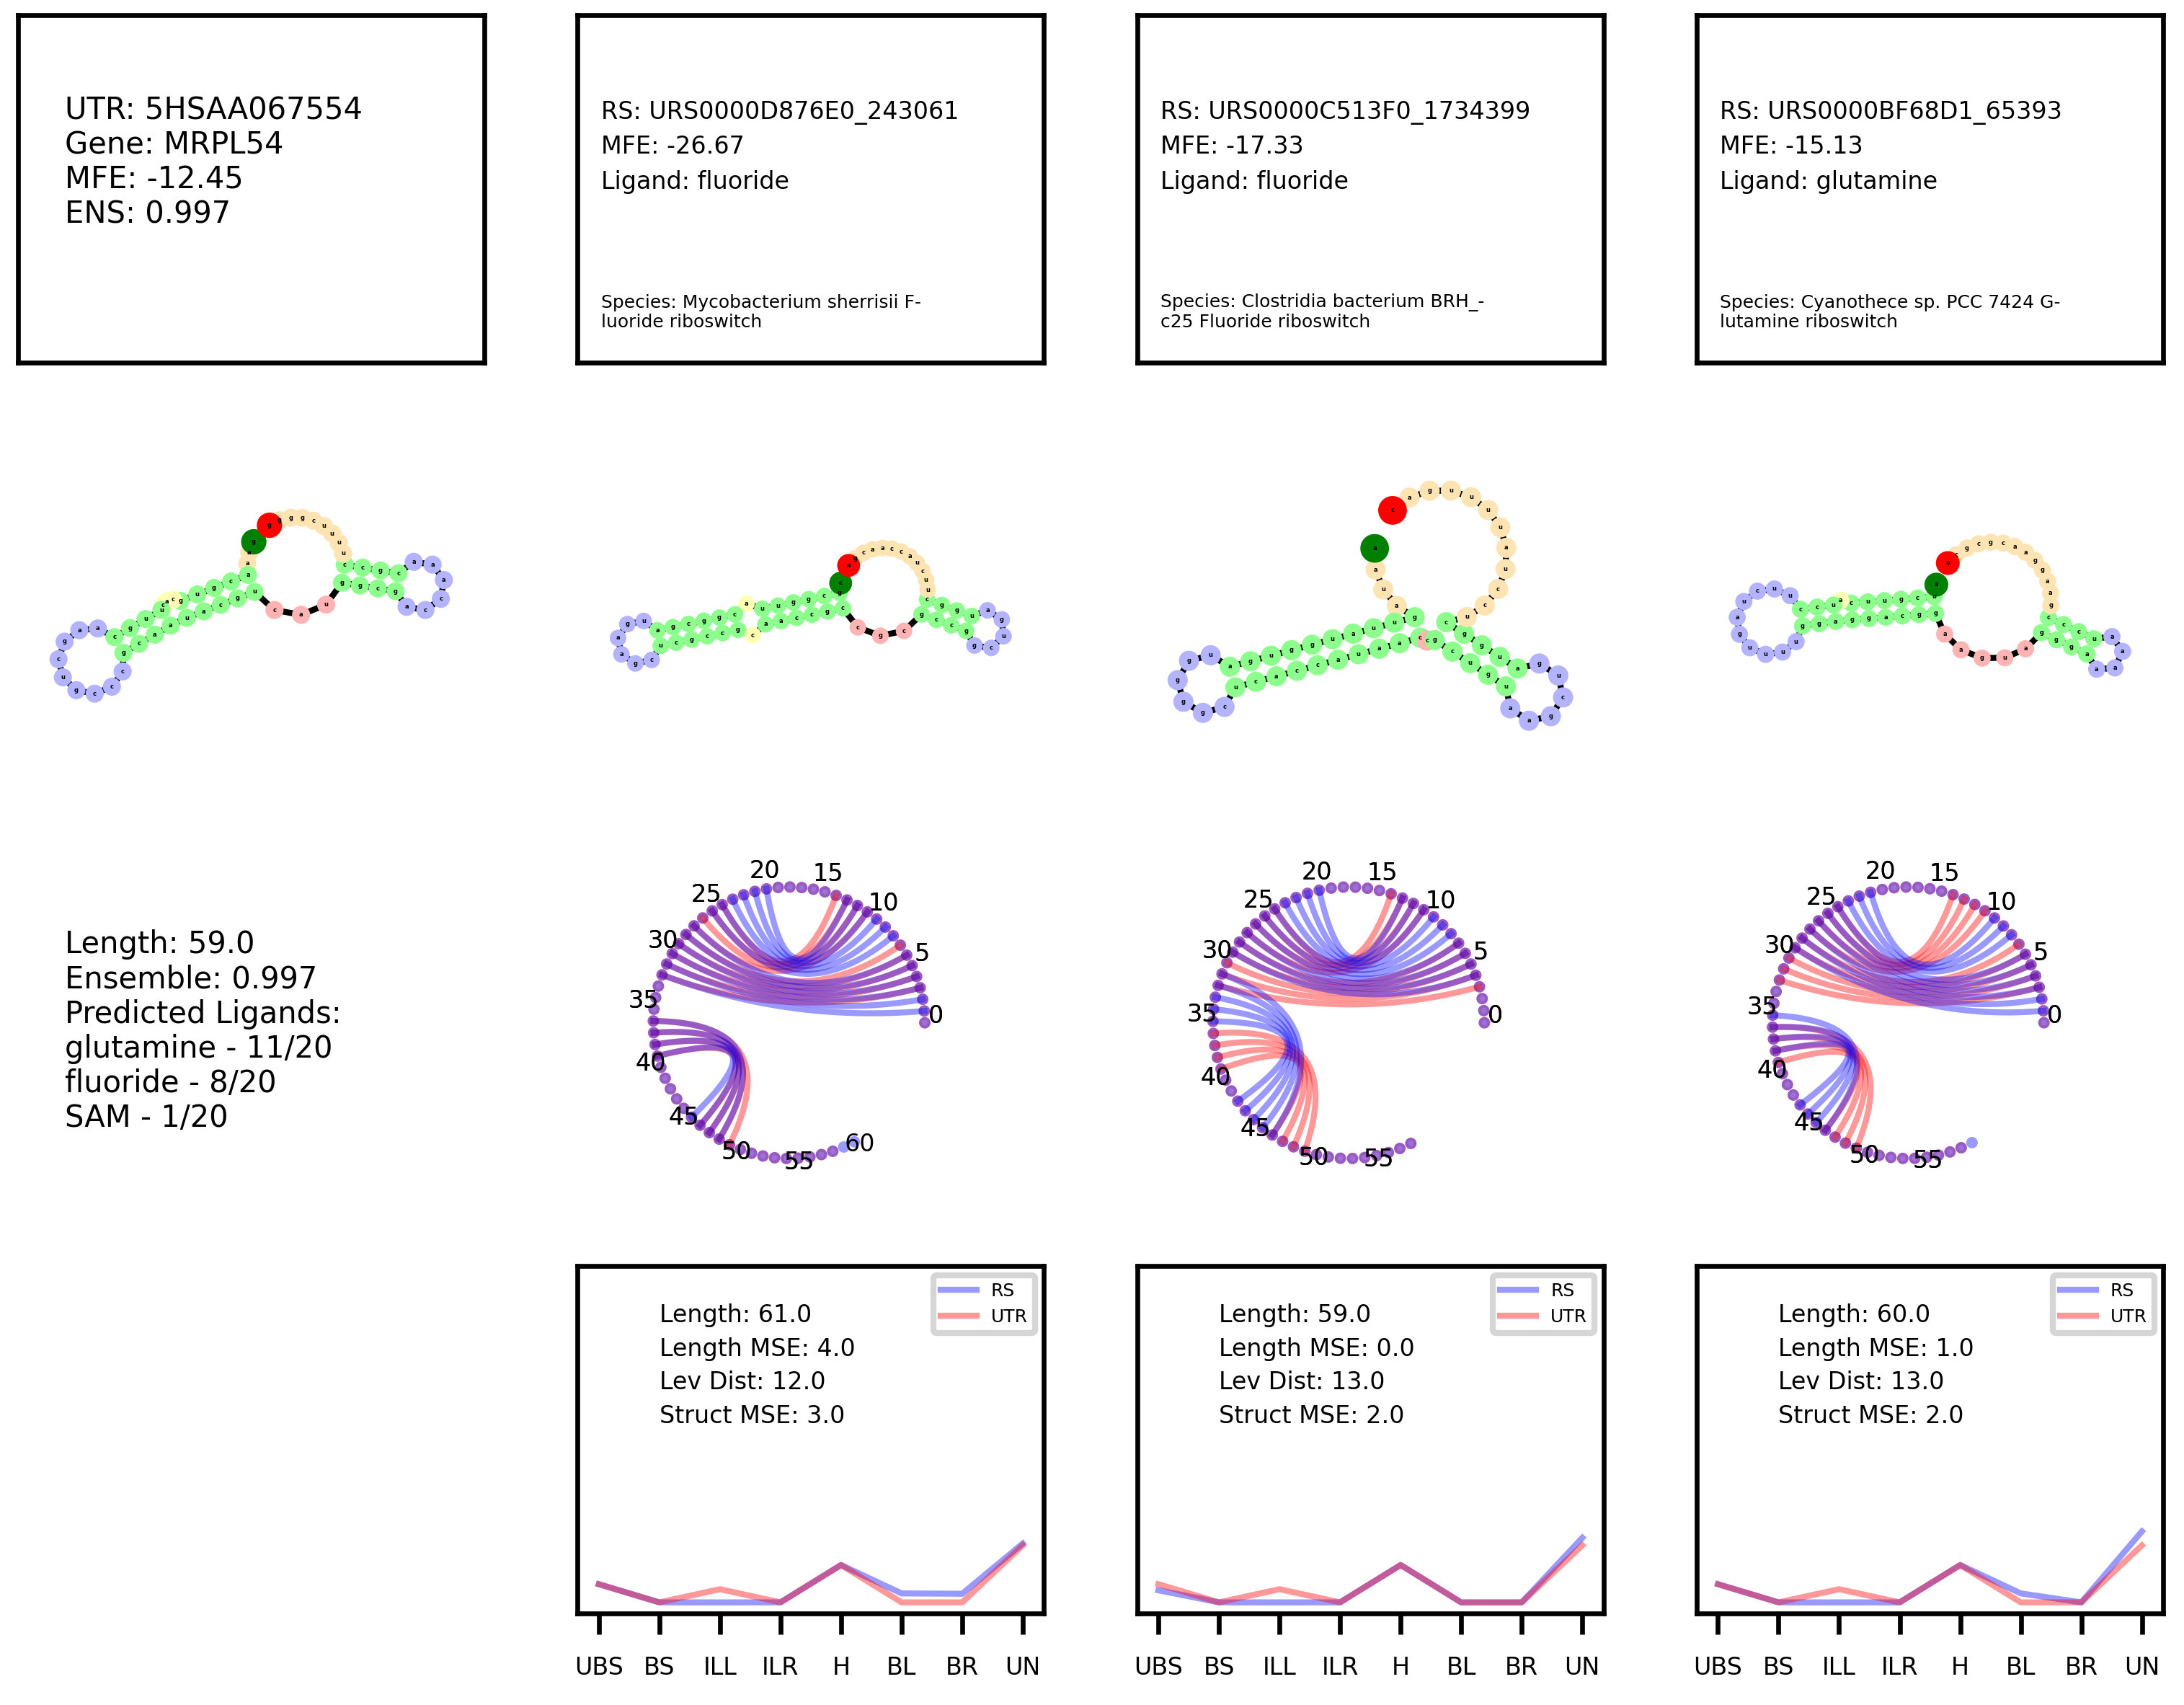 UTR: 5HSAA067554
Gene: MRPL54
MFE: -12.45
ENS: 0.997
RS: URS0000D876E0_243061
MFE: -26.67
Ligand: fluoride
Species: Mycobacterium sherrisii F-
luoride riboswitch
RS: URS0000C513F0_1734399
MFE: -17.33
Ligand: fluoride
Species: Clostridia bacterium BRH_-
c25 Fluoride riboswitch
RS: URS0000BF68D1_65393
MFE: -15.13
Ligand: glutamine
Species: Cyanothece sp. PCC 7424 G-
lutamine riboswitch
Length: 59.0
Ensemble: 0.997
Predicted Ligands:
glutamine - 11/20
fluoride - 8/20
SAM - 1/20
0
5
10
15
20
25
30
35
40
45
50
55
60
0
5
10
15
20
25
30
35
40
45
50
55
0
5
10
15
20
25
30
35
40
45
50
55
RS
UTR
Length: 61.0
Length MSE: 4.0
Lev Dist: 12.0
Struct MSE: 3.0
UBS BS ILL ILR H BL BR UN
RS
UTR
Length: 59.0
Length MSE: 0.0
Lev Dist: 13.0
Struct MSE: 2.0
UBS BS ILL ILR H BL BR UN
RS
UTR
Length: 60.0
Length MSE: 1.0
Lev Dist: 13.0
Struct MSE: 2.0
UBS BS ILL ILR H BL BR UN